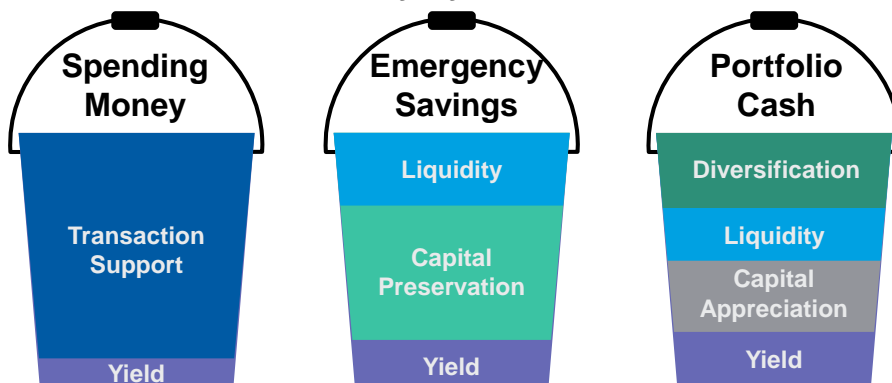 Spending
Money
Transaction
Support
Yield
Emergency
Savings
Liquidity
Capital
Preservation
Yield
Portfolio
Cash
Diversification
Liquidity
Capital
Appreciation
Yield